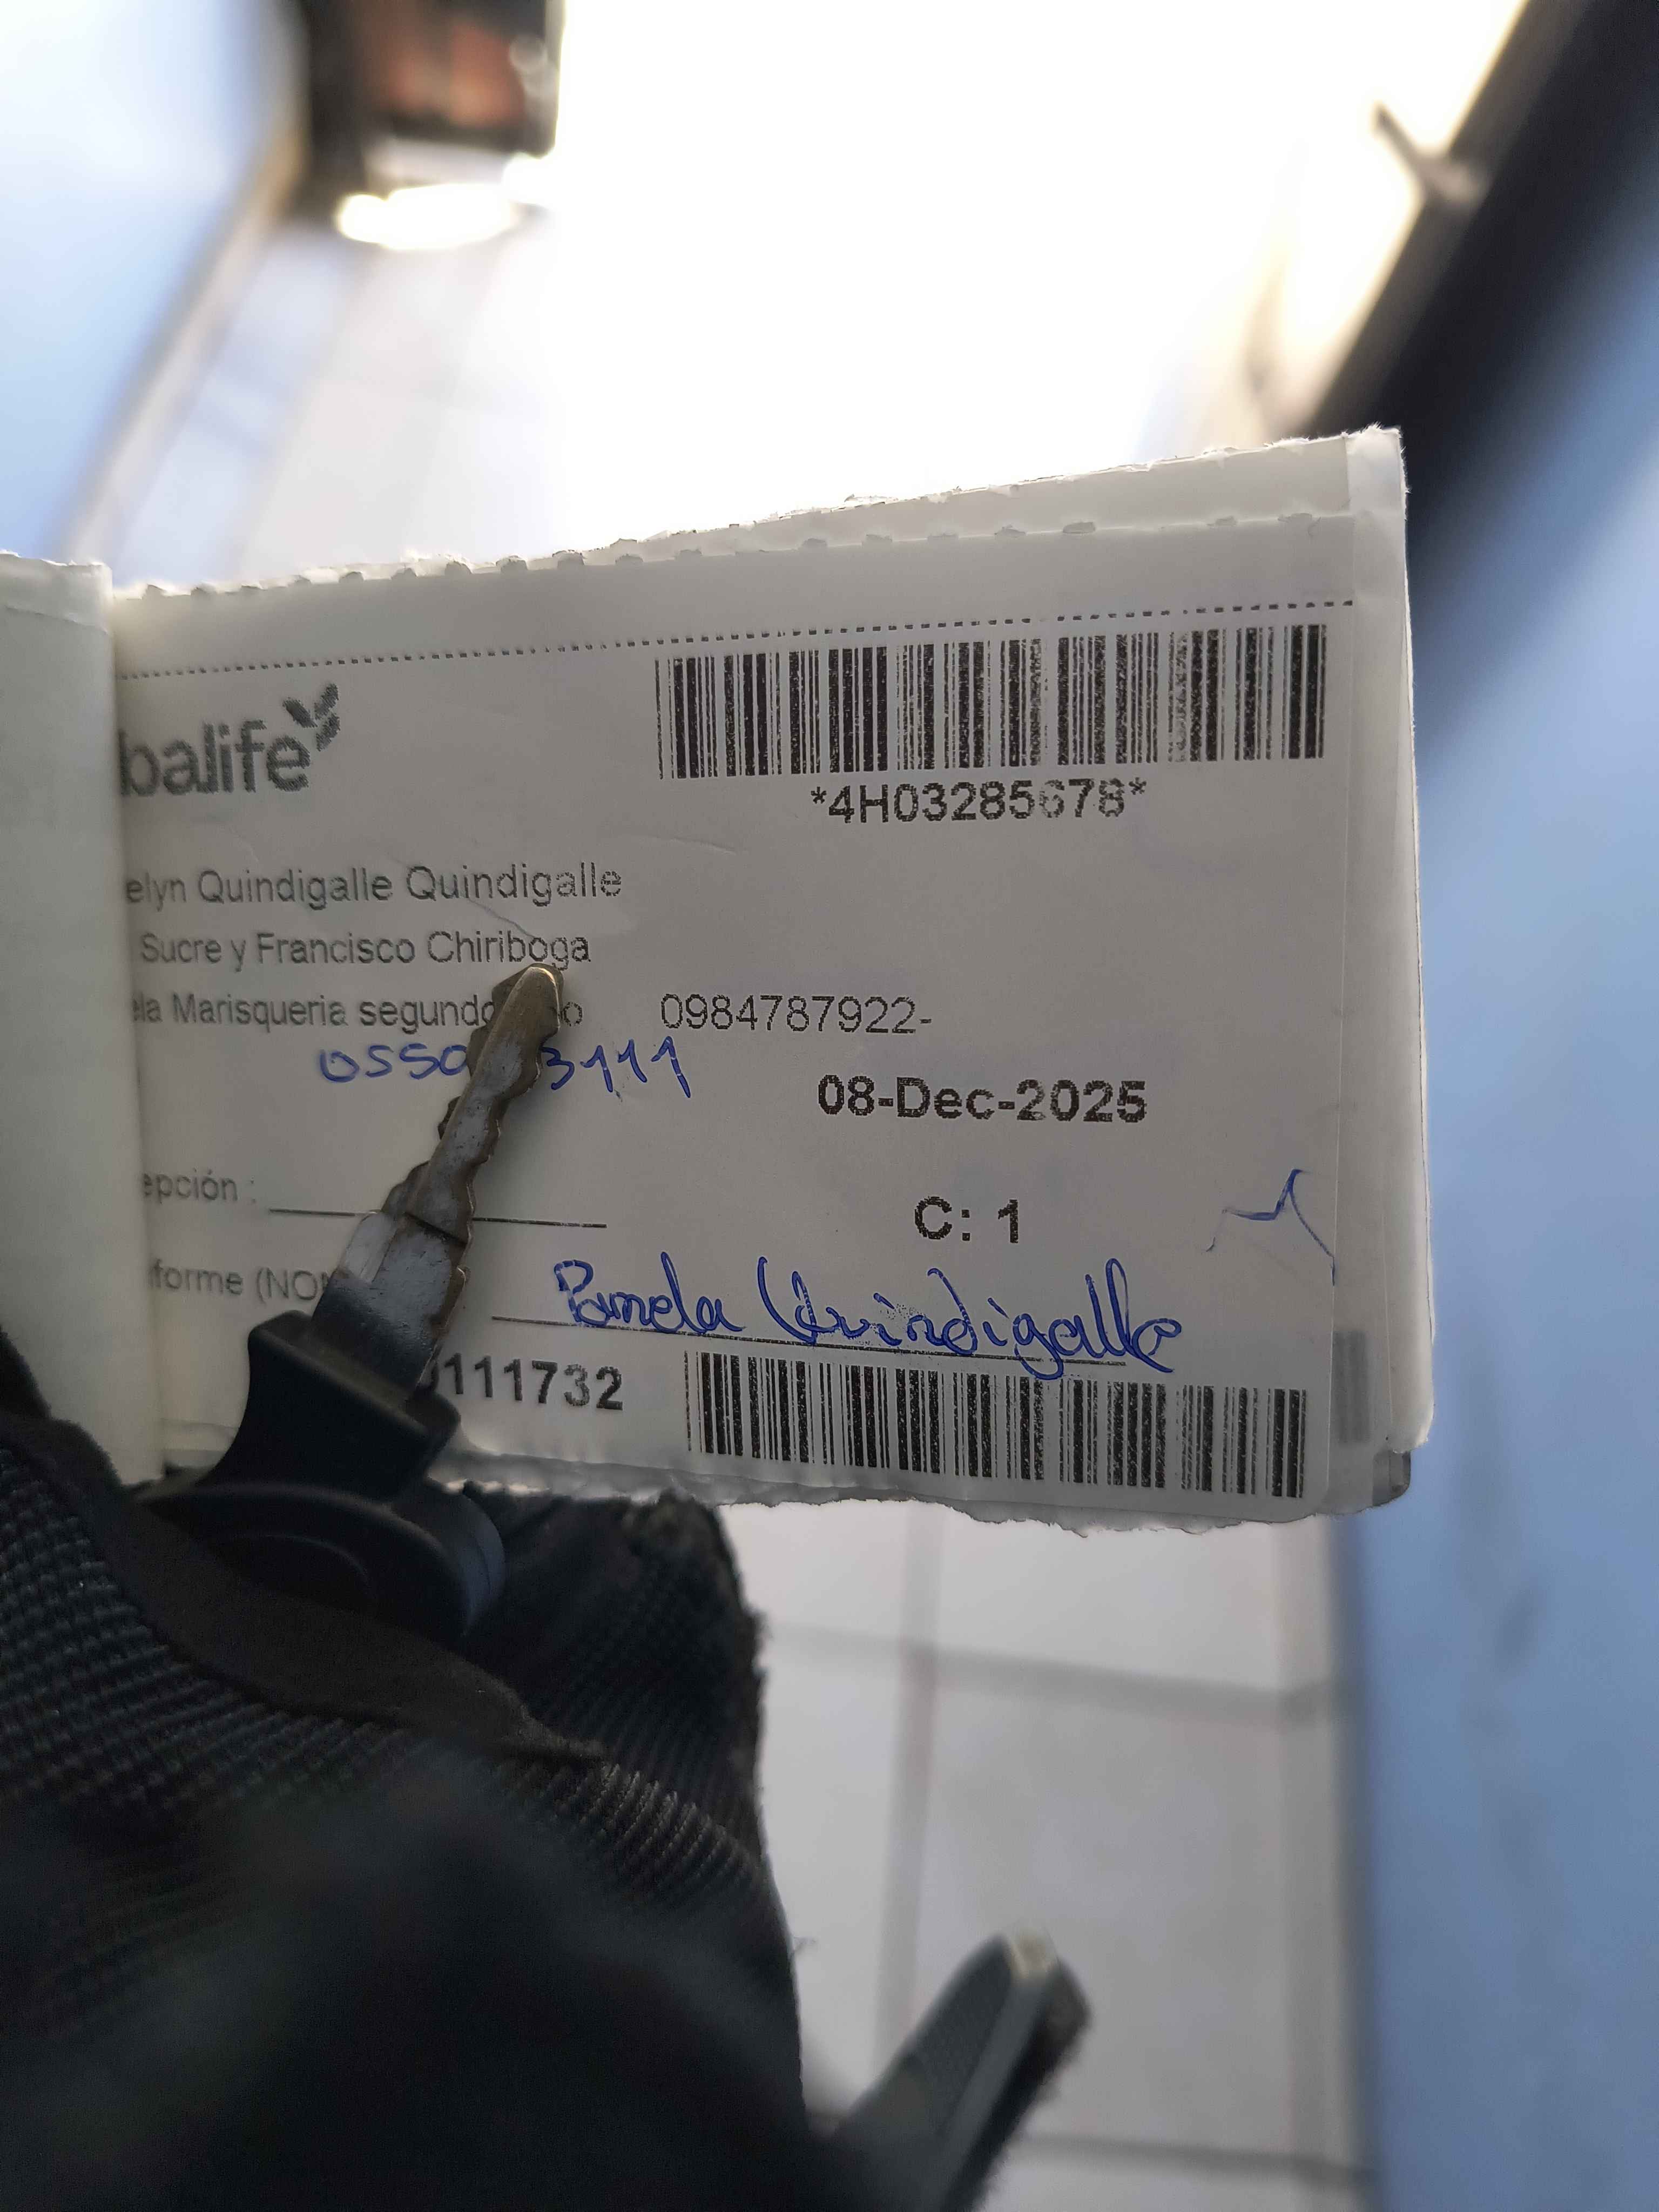 balife
*4H03285678*
elyn Quindigalle Quindigalle
Sucre y Francisco Chiriboga
ela Marisqueria segundo 0984787922-
08-Dec-2025
epción :
C: 1
forme (NO
Pamela Quindigalle
111732